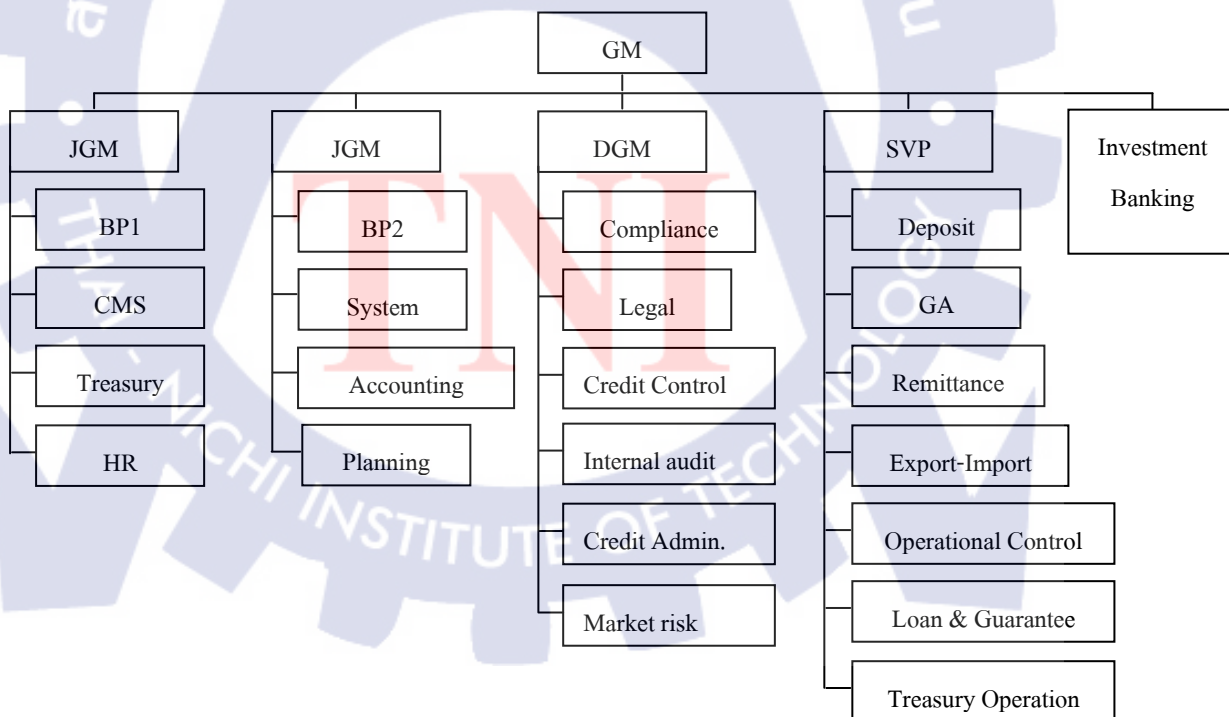 GM
JGM
BP1
CMS
Treasury
HR
JGM
BP2
System
Accounting
Planning
DGM
Compliance
Legal
Credit Control
Internal audit
Credit Admin.
Market risk
SVP
Deposit
GA
Remittance
Export-Import
Operational Control
Loan & Guarantee
Treasury Operation
Investment
Banking
TNI
THAI - NICHI INSTITUTE OF TECHNOLOGY